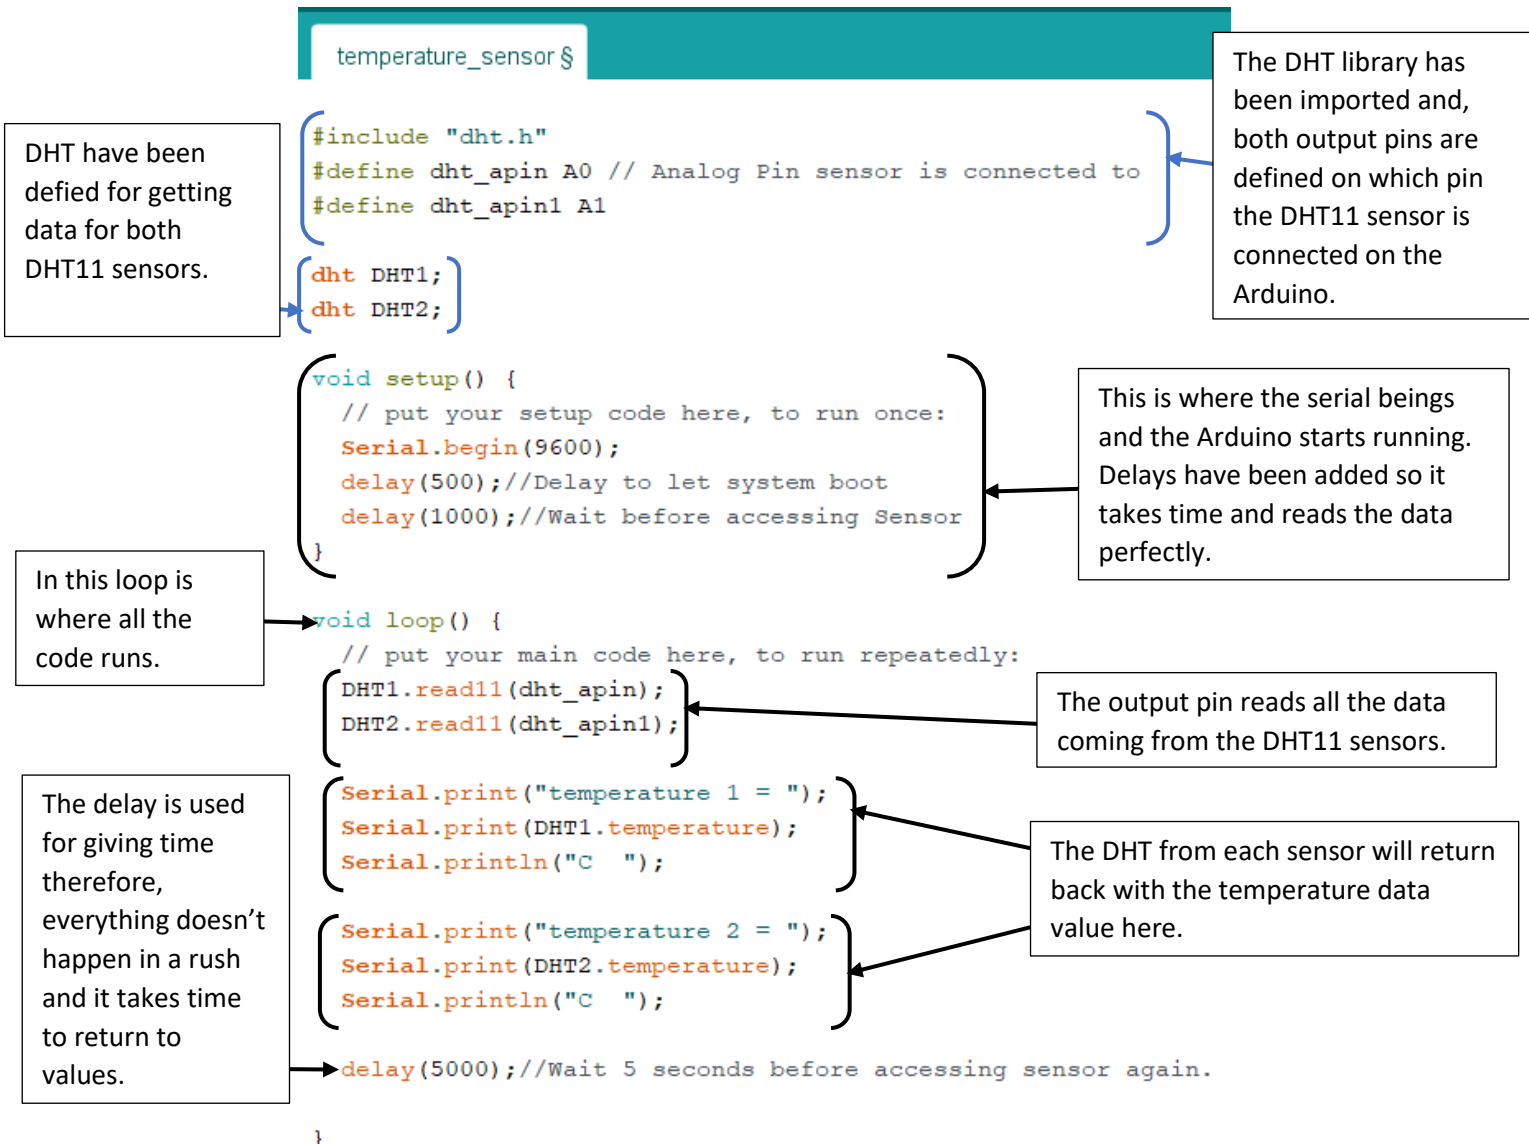 temperature_sensor §
The DHT library has
been imported and,
both output pins are
defined on which pin
the DHT11 sensor is
connected on the
Arduino.
#include "dht.h"
#define dht_apin A0 // Analog Pin sensor is connected to
#define dht_apin1 A1
DHT have been
defied for getting
data for both
DHT11 sensors.
dht DHT1;
dht DHT2;
void setup() {
// put your setup code here, to run once:
Serial.begin(9600);
delay(500);//Delay to let system boot
delay(1000);//Wait before accessing Sensor
}
This is where the serial beings
and the Arduino starts running.
Delays have been added so it
takes time and reads the data
perfectly.
In this loop is
where all the
code runs.
void loop() {
// put your main code here, to run repeatedly:
DHT1.read11(dht_apin);
DHT2.read11(dht_apin1);
The output pin reads all the data
coming from the DHT11 sensors.
Serial.print("temperature 1 = ");
Serial.print(DHT1.temperature);
Serial.println("C  ");
Serial.print("temperature 2 = ");
Serial.print(DHT2.temperature);
Serial.println("C  ");
The DHT from each sensor will return
back with the temperature data
value here.
The delay is used
for giving time
therefore,
everything doesn’t
happen in a rush
and it takes time
to return to
values.
delay(5000);//Wait 5 seconds before accessing sensor again.
}